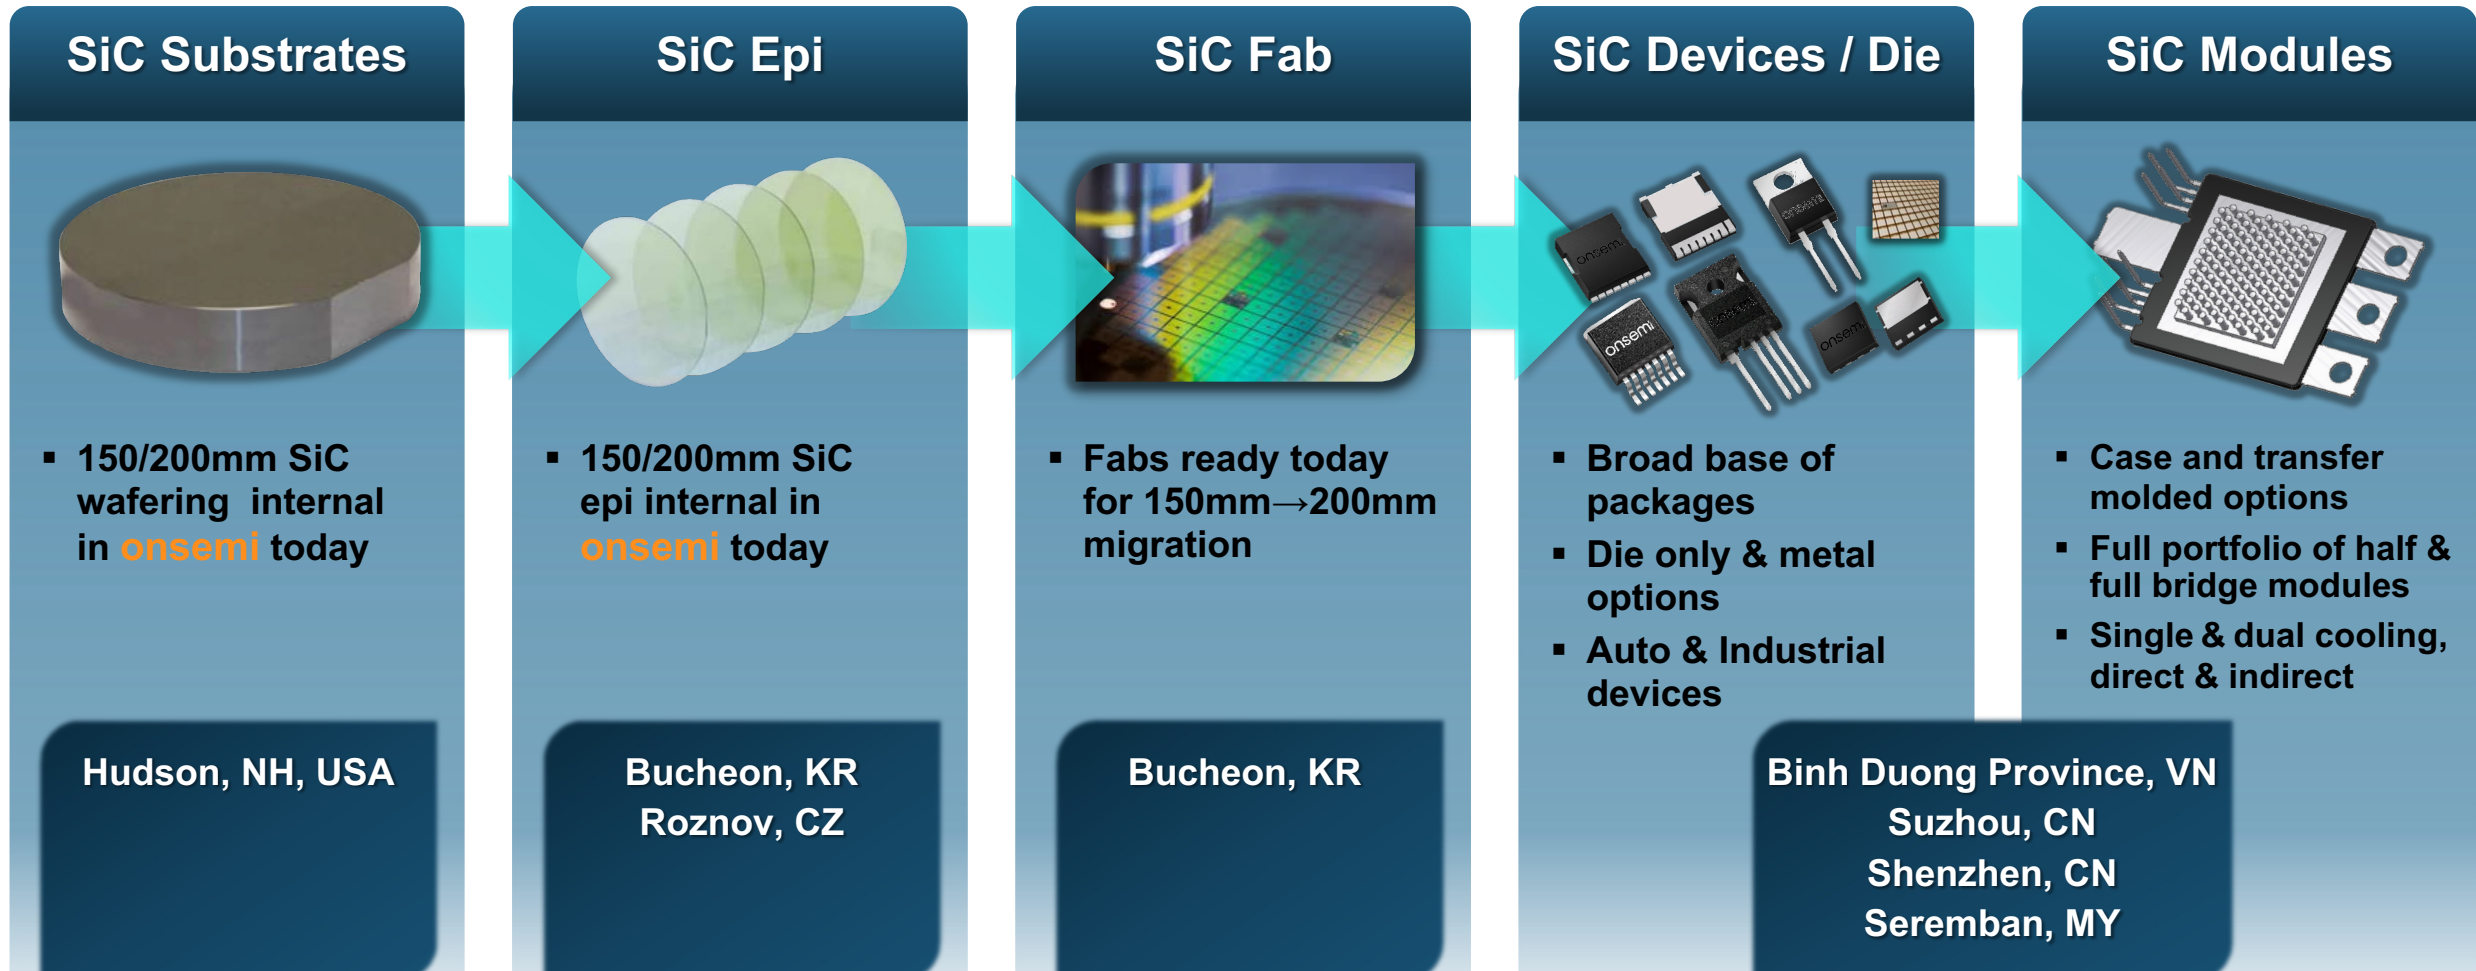 SiC Substrates
▪ 150/200mm SiC
wafering internal
in onsemi today
Hudson, NH, USA
SiC Epi
▪ 150/200mm SiC
epi internal in
onsemi today
Bucheon, KR
Roznov, CZ
SiC Fab
▪ Fabs ready today
for 150mm→200mm
migration
Bucheon, KR
SiC Devices / Die
onsemi
onsemi
onsemi
onsemi
▪ Broad base of
packages
▪ Die only & metal
options
▪ Auto & Industrial
devices
SiC Modules
▪ Case and transfer
molded options
▪ Full portfolio of half &
full bridge modules
▪ Single & dual cooling,
direct & indirect
Binh Duong Province, VN
Suzhou, CN
Shenzhen, CN
Seremban, MY